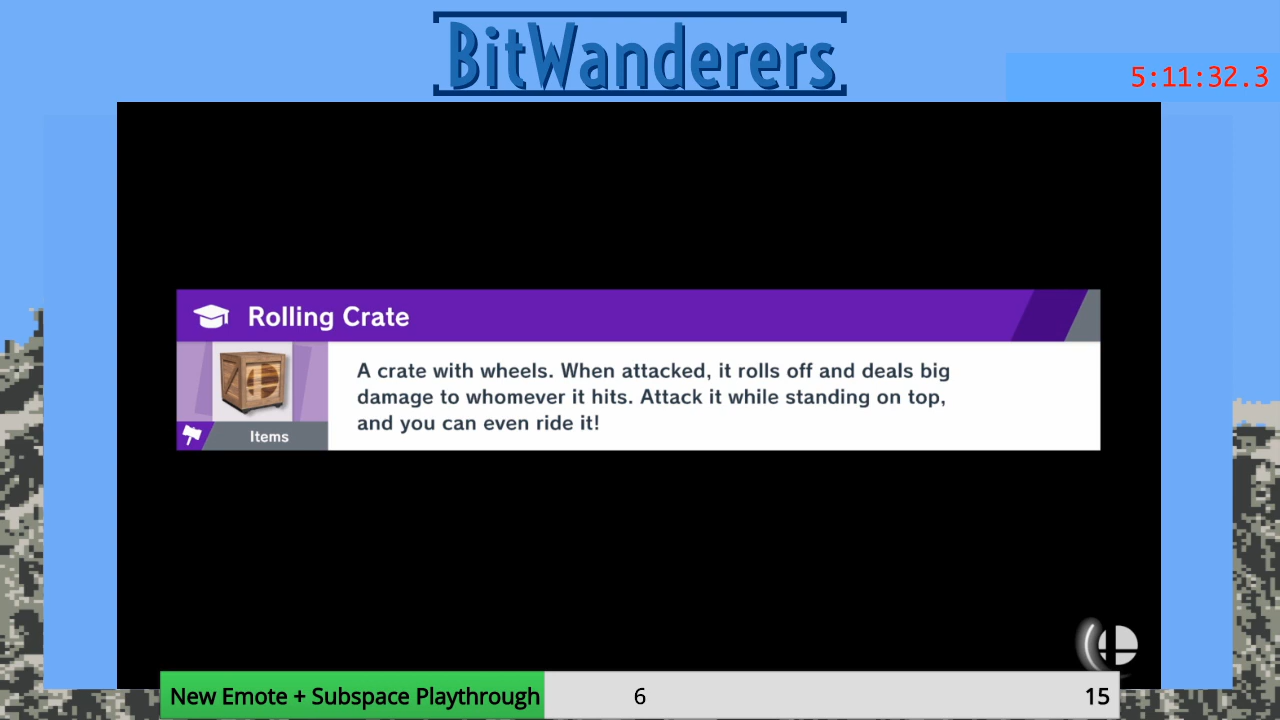 BitWanderers
5:11:32.3
Rolling Crate
A crate with wheels. When attacked, it rolls off and deals big
damage to whomever it hits. Attack it while standing on top,
and you can even ride it!
Items
New Emote + Subspace Playthrough 6 15